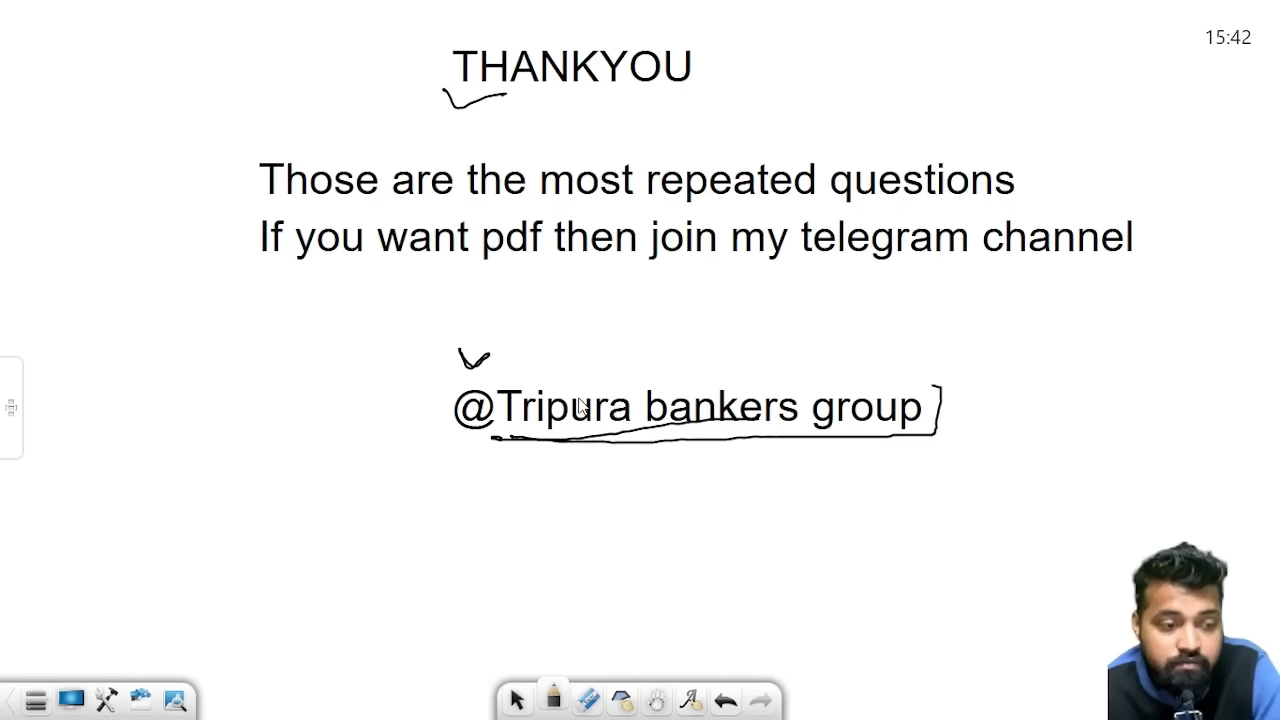 15:42
THANKYOU
Those are the most repeated questions
If you want pdf then join my telegram channel
@Tripura bankers group